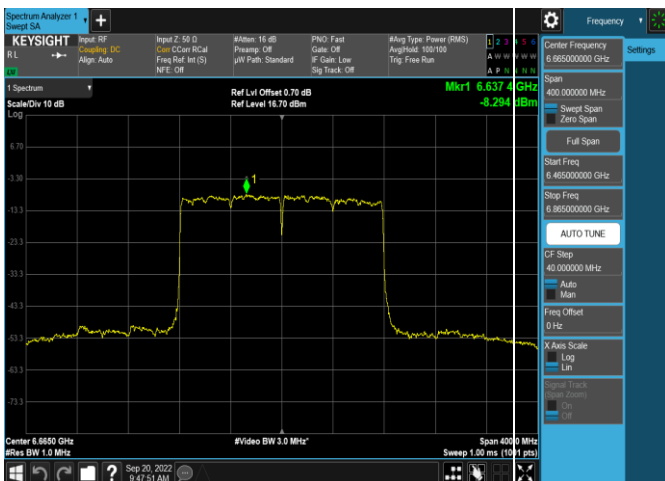 Spectrum Analyzer 1
Swept SA
Frequency
KEYSIGHT
Input: RF
Input Z: 50 Ω
#Atten: 16 dB
PNO: Fast
#Avg Type: Power (RMS)
1 2 3 4 5 6
RL
Coupling: DC
Corr CCorr RCal
Preamp: Off
Gate: Off
Avg|Hold: 100/100
A W W W W W
Align: Auto
Freq Ref: Int (S)
µW Path: Standard
IF Gain: Low
Trig: Free Run
NFE: Off
Sig Track: Off
A P N N N N
1 Spectrum
Ref Lvl Offset 0.70 dB
Mkr1 6.637 4 GHz
Scale/Div 10 dB
Ref Level 16.70 dBm
-8.294 dBm
Log
6.70
-3.30
-13.3
-23.3
-33.3
-43.3
-53.3
-63.3
-73.3
1
Center 6.6650 GHz
#Video BW 3.0 MHz*
Span 400.0 MHz
#Res BW 1.0 MHz
Sweep 1.00 ms (1001 pts)
Sep 20, 2022
9:47:51 AM
Center Frequency
6.665000000 GHz
Settings
Span
400.000000 MHz
Swept Span
Zero Span
Full Span
Start Freq
6.465000000 GHz
Stop Freq
6.865000000 GHz
AUTO TUNE
CF Step
40.000000 MHz
Auto
Man
Freq Offset
0 Hz
X Axis Scale
Log
Lin
Signal Track
(Span Zoom)
On
Off